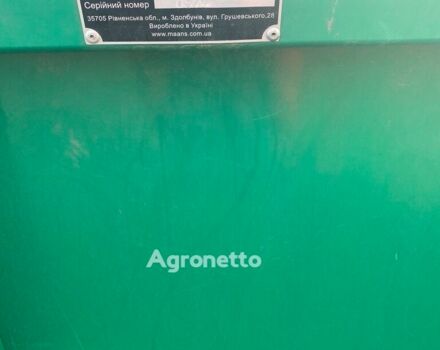 Серійний номер
35705 Рівненська обл., м. Здолбунів, вул. Грушевського,28
Вироблено в Україні
www.maans.com.ua
Agronetto